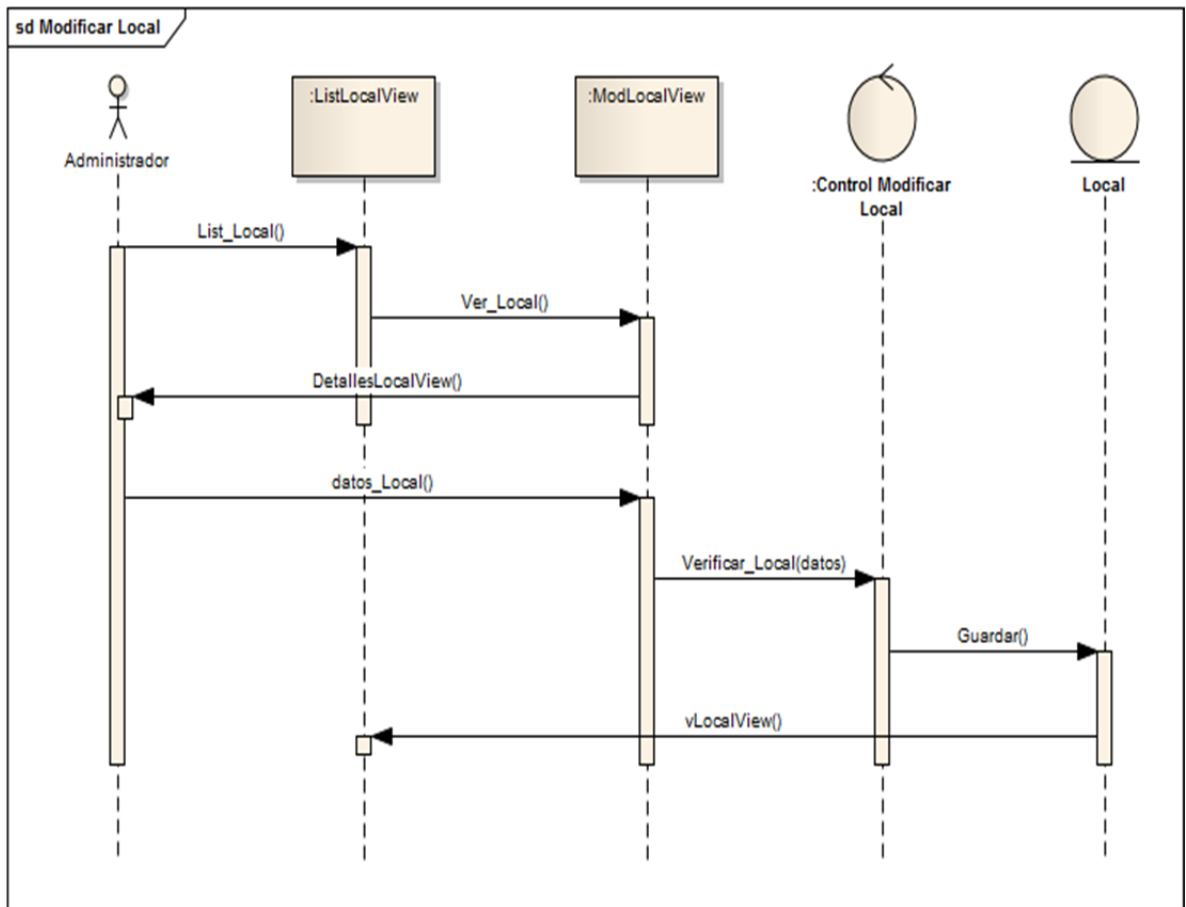 sd Modificar Local
Administrador
:ListLocalView
:ModLocalView
:Control Modificar
Local
Local
List_Local()
Ver_Local()
DetallesLocalView()
datos_Local()
Verificar_Local(datos)
Guardar()
vLocalView()